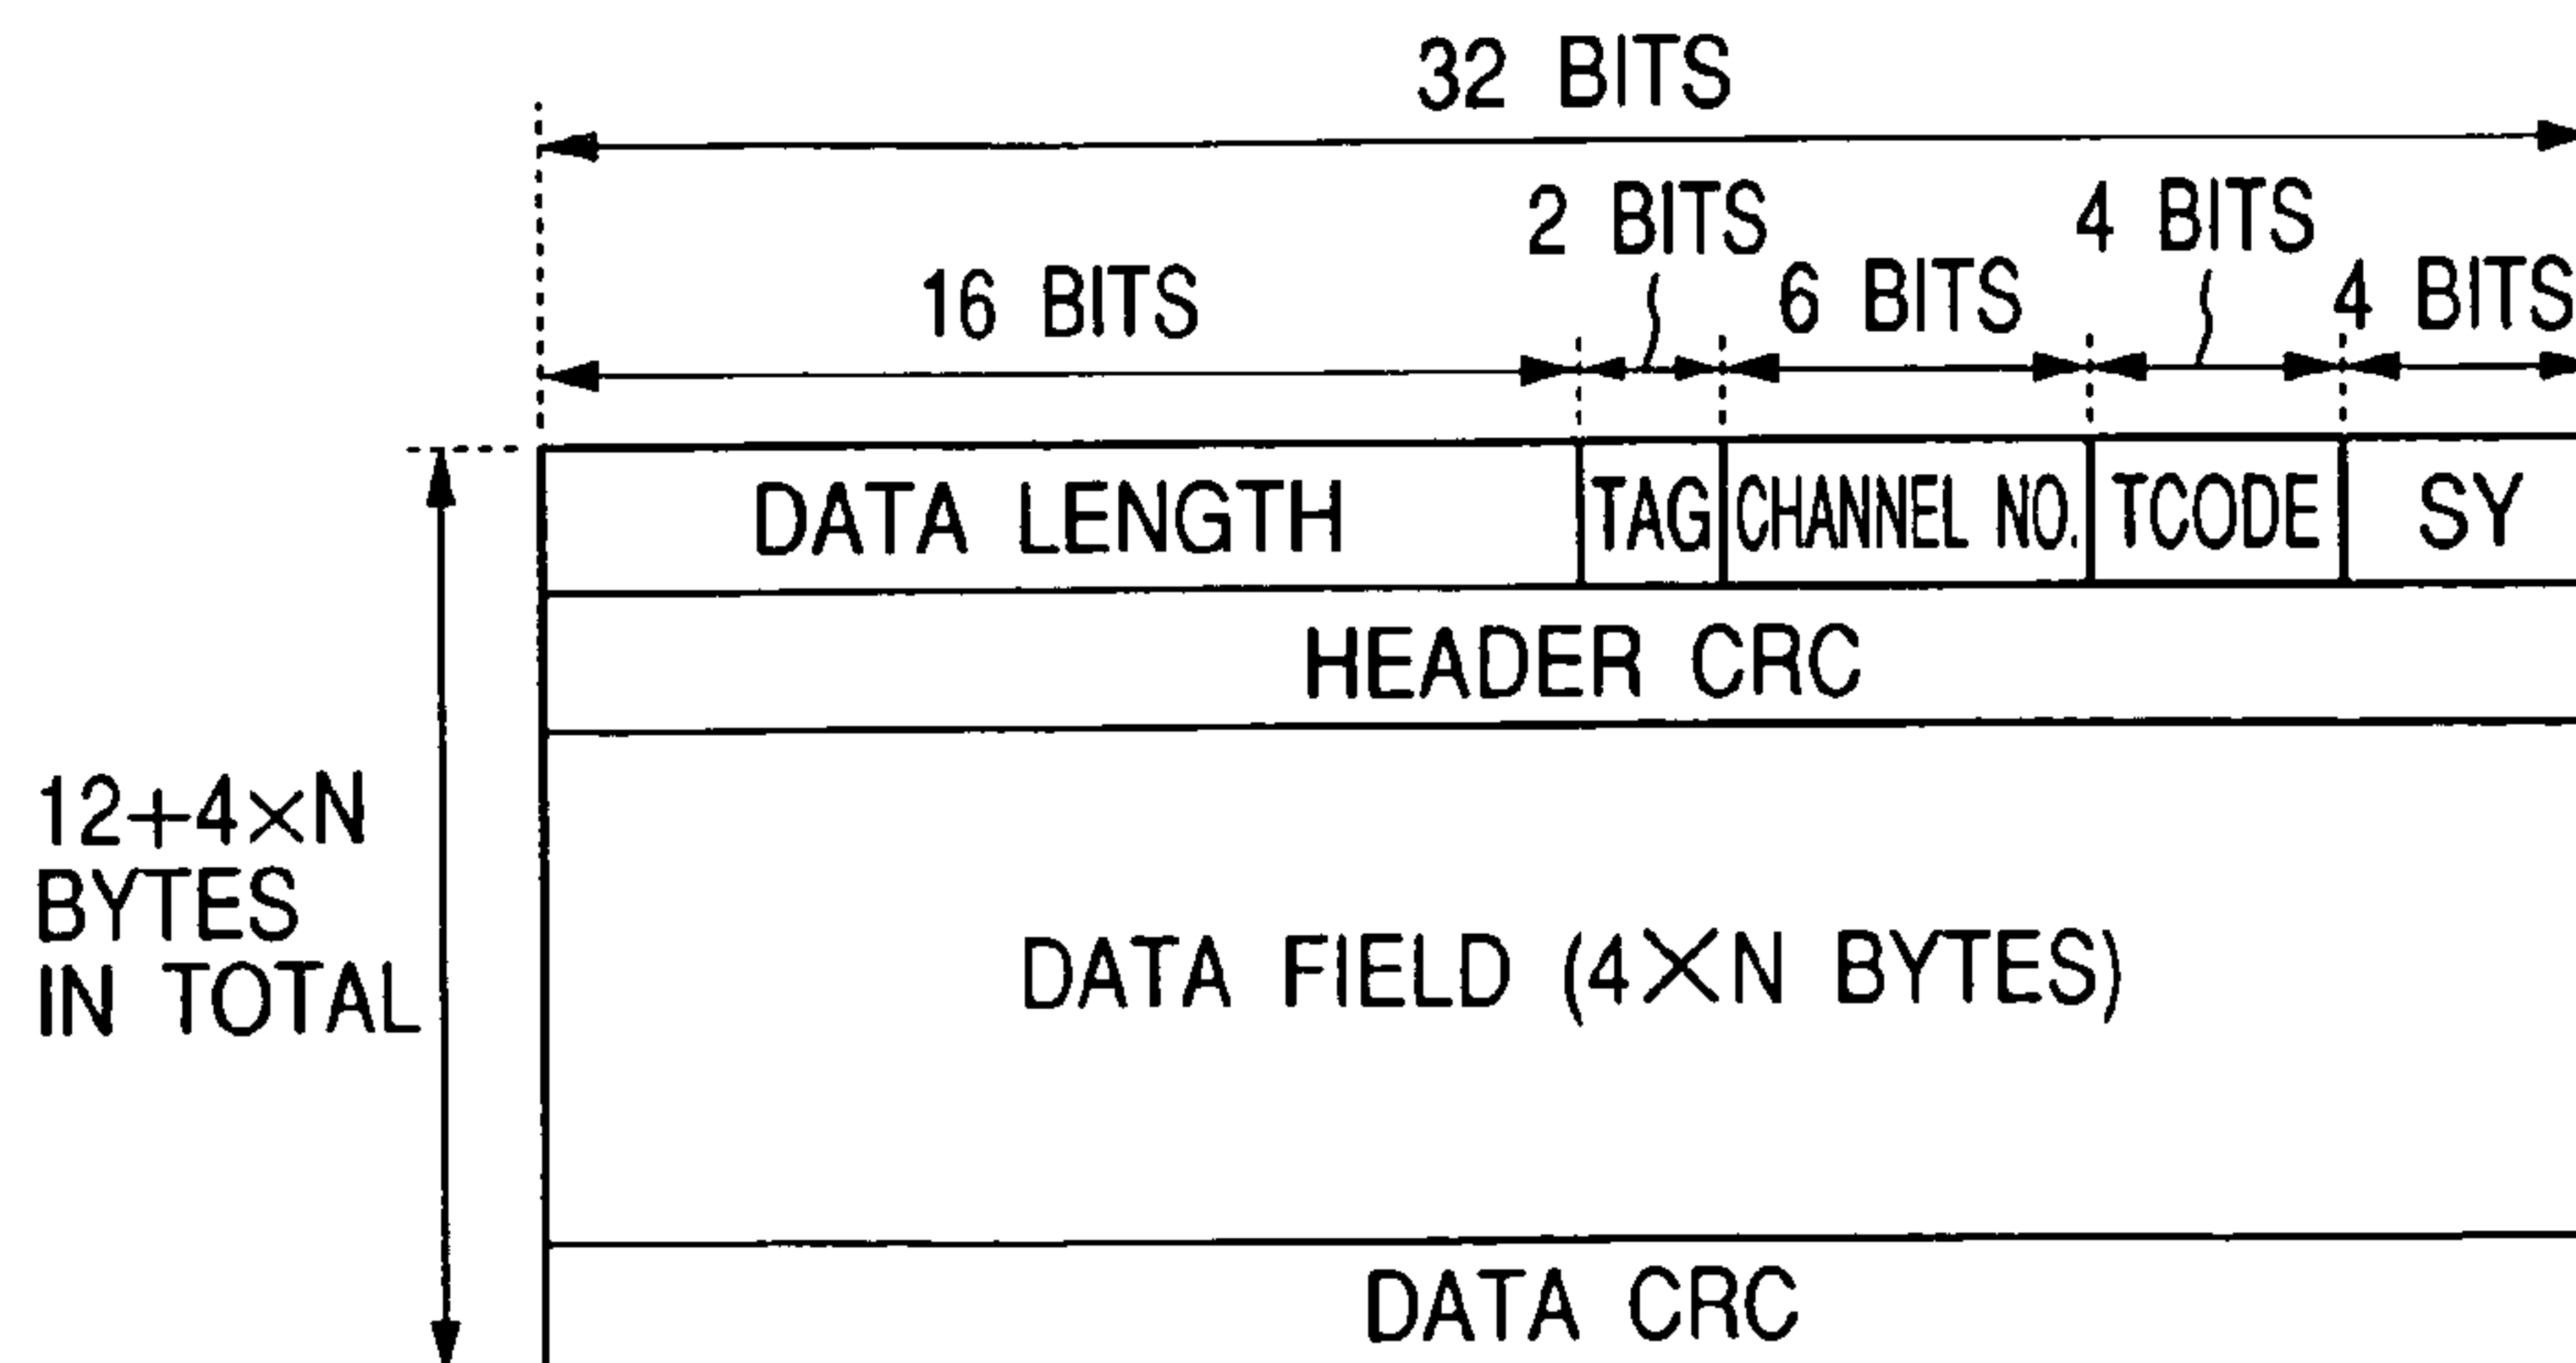 32 BITS
2 BITS
4 BITS
16 BITS
6 BITS
4 BITS
DATA LENGTH
TAG
CHANNEL NO.
TCODE
SY
HEADER CRC
12+4×N
BYTES
IN TOTAL
DATA FIELD (4×N BYTES)
DATA CRC